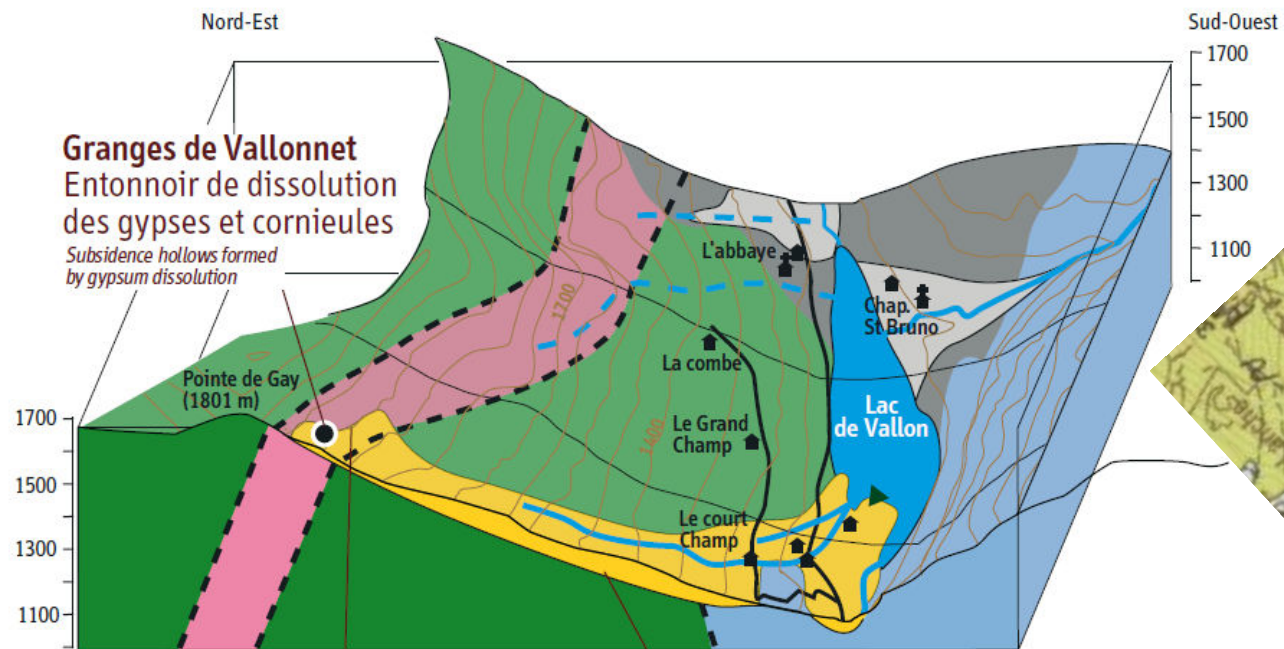 Nord-Est
Sud-Ouest
1700
1500
1300
1100
Granges de Vallonnet
Entonnoir de dissolution
des gypses et cornieules
Subsidence hollows formed
by gypsum dissolution
L'abbaye
Chap.
St Bruno
1700
La combe
Pointe de Gay
(1801 m)
Lac
de Vallon
Le Grand
Champ
1400
Le court
Champ
1700
1500
1300
1100